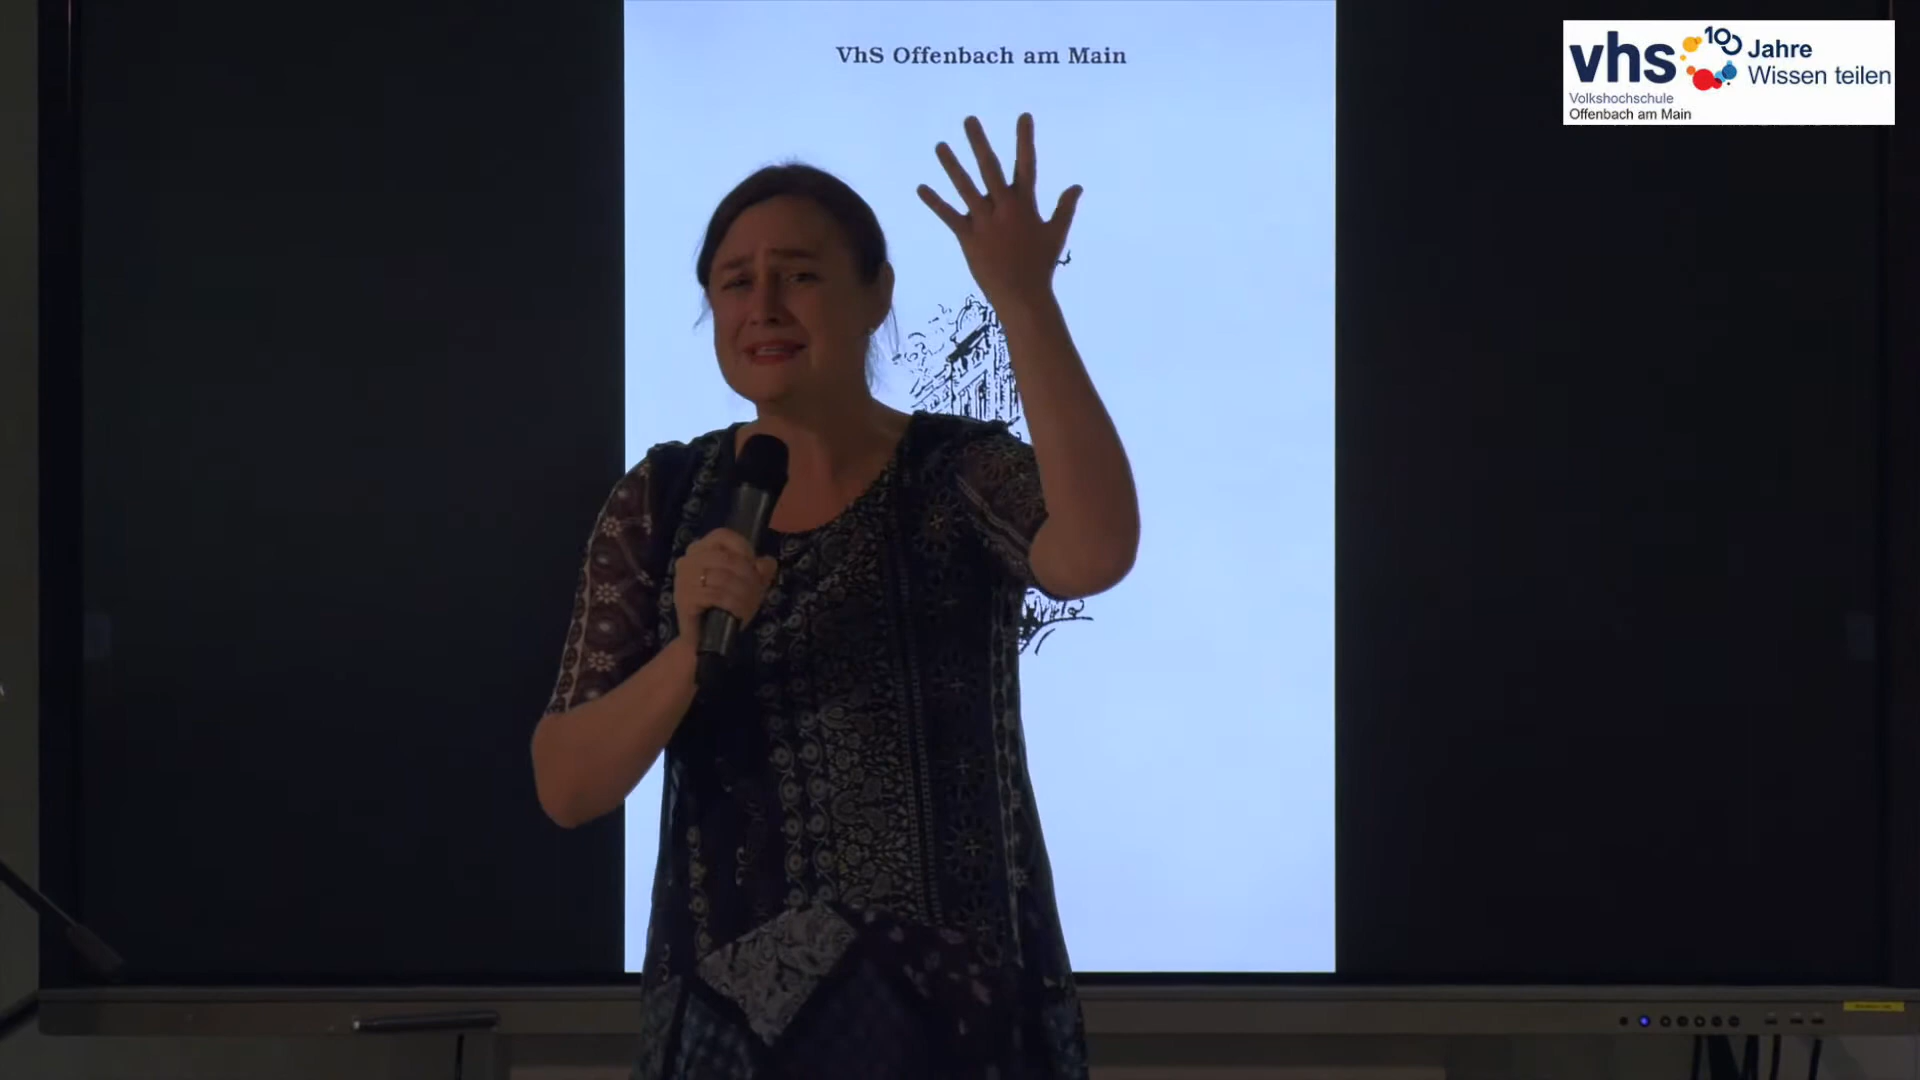 VhS Offenbach am Main
vhs 100 Jahre
Wissen teilen
Volkshochschule
Offenbach am Main